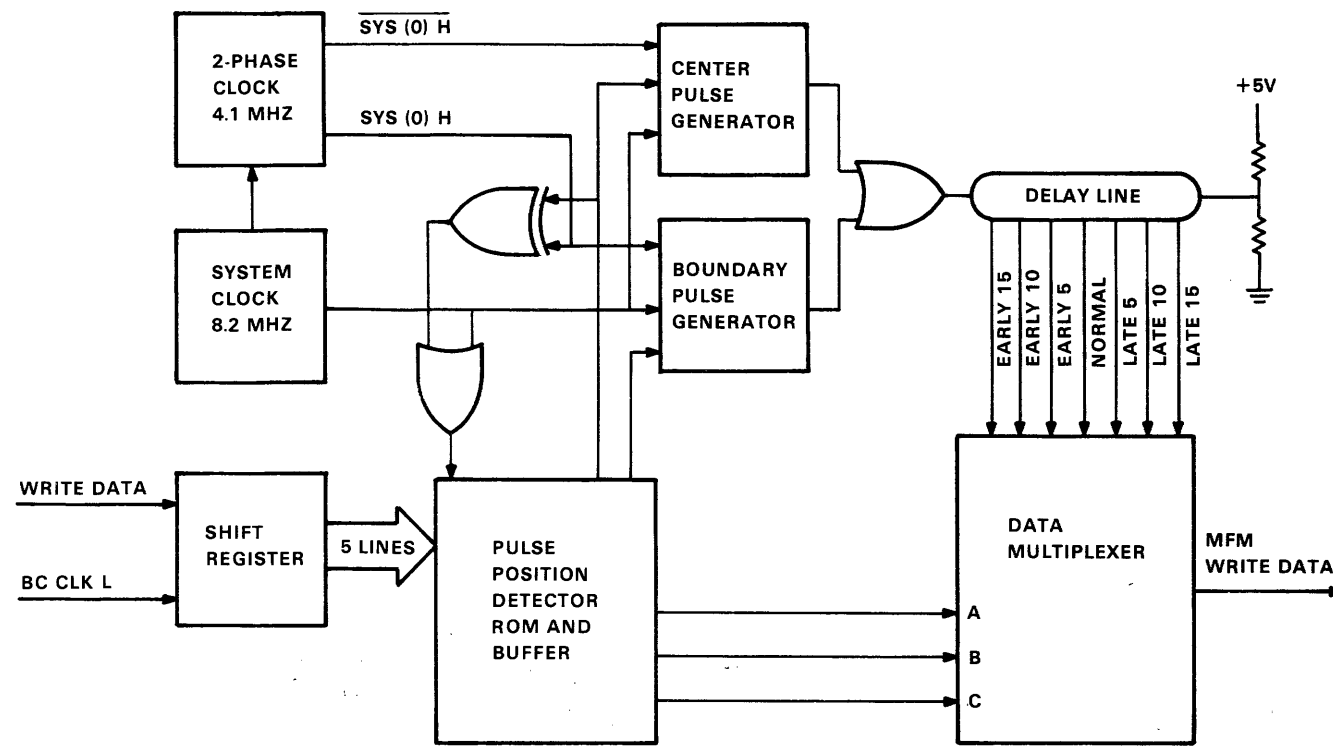 SYS (0) H
2-PHASE
CLOCK
4.1 MHZ
SYS (0) H
CENTER
PULSE
GENERATOR
+5V
DELAY LINE
SYSTEM
CLOCK
8.2 MHZ
BOUNDARY
PULSE
GENERATOR
EARLY 15
EARLY 10
EARLY 5
NORMAL
LATE 5
LATE 10
LATE 15
WRITE DATA
BC CLK L
SHIFT
REGISTER
5 LINES
PULSE
POSITION
DETECTOR
ROM AND
BUFFER
DATA
MULTIPLEXER
A
B
C
MFM
WRITE DATA